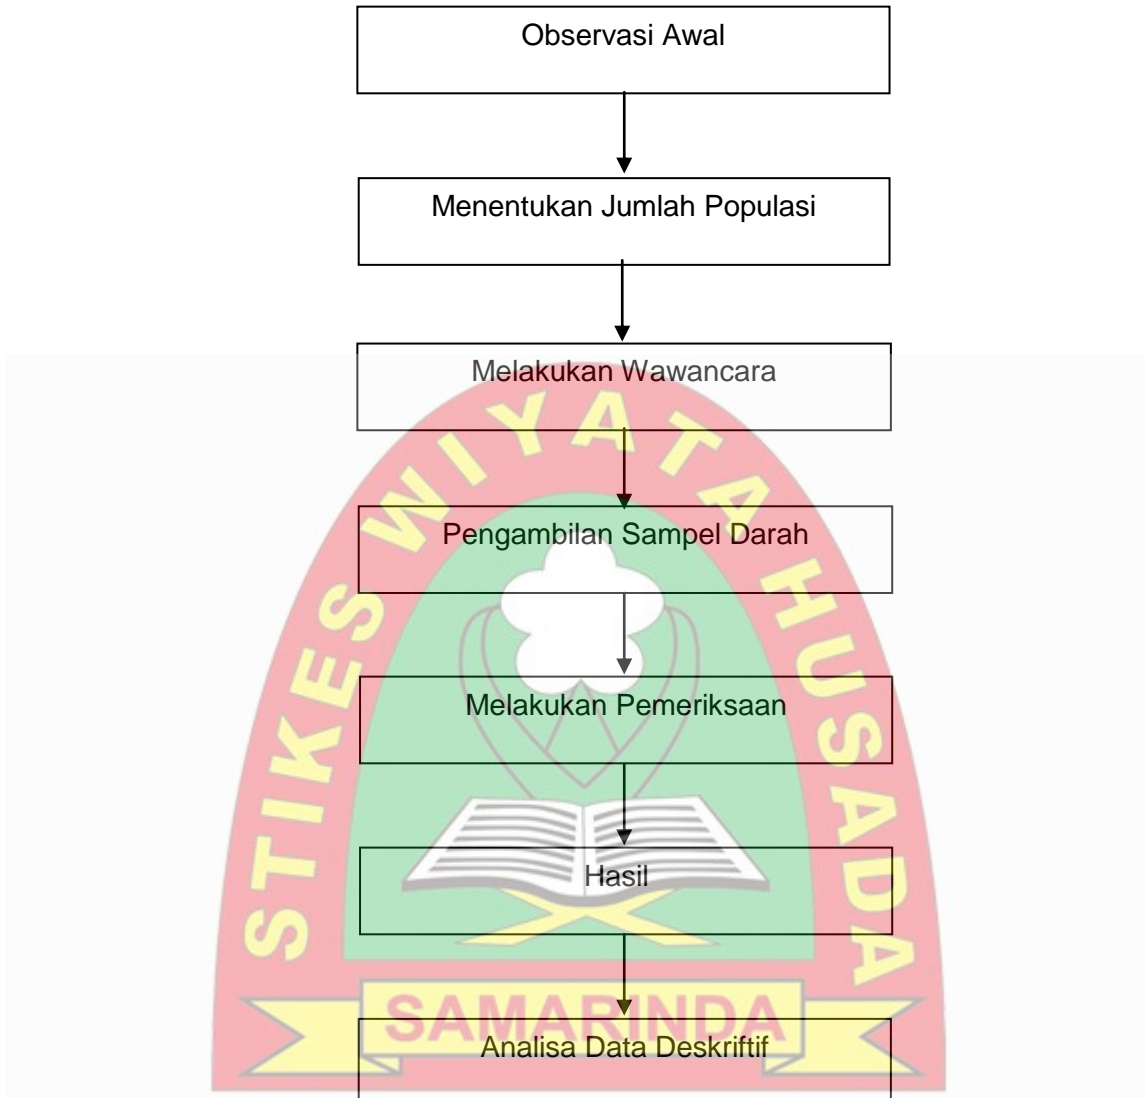 Observasi Awal
Menentukan Jumlah Populasi
Melakukan Wawancara
Pengambilan Sampel Darah
Melakukan Pemeriksaan
Hasil
Analisa Data Deskriftif
STIKES WIYATA HUSADA
SAMARINDA